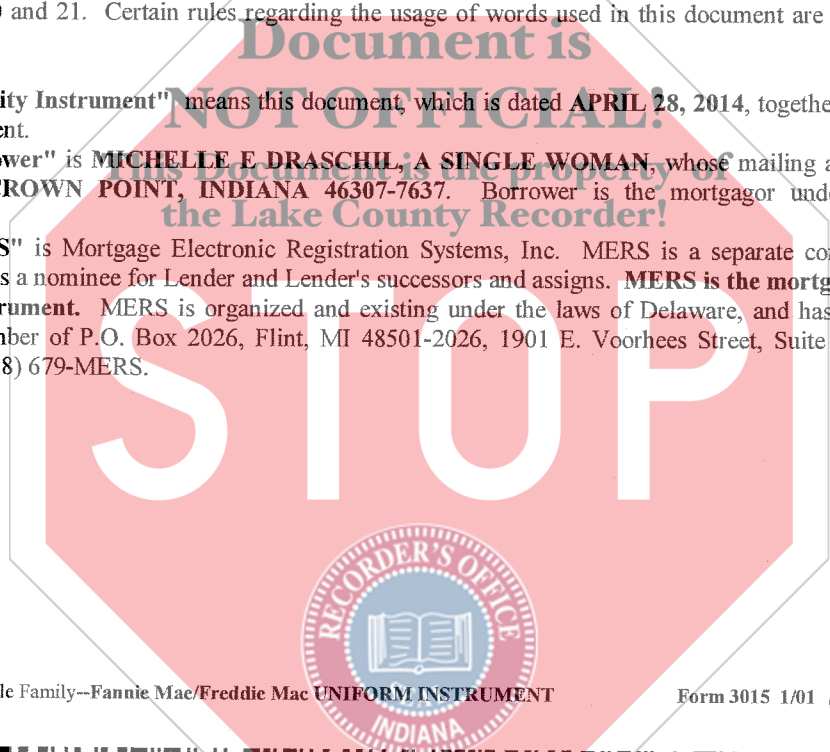 and 21. Certain rules regarding the usage of words used in this document are
Document is
ity Instrument" means this document, which is dated APRIL 28, 2014, togethe
NOT OFFICIAL!
ent.
ower" is MICHELLE E DRASCHIL, A SINGLE WOMAN, whose mailing a
This Document is the property of
CROWN POINT, INDIANA 46307-7637. Borrower is the mortgagor und
the Lake County Recorder!
S" is Mortgage Electronic Registration Systems, Inc. MERS is a separate co
s a nominee for Lender and Lender's successors and assigns. MERS is the mortg
rument. MERS is organized and existing under the laws of Delaware, and has
mber of P.O. Box 2026, Flint, MI 48501-2026, 1901 E. Voorhees Street, Suite
8) 679-MERS.
STOP
RECORDER'S OFFICE
le Family--Fannie Mae/Freddie Mac UNIFORM INSTRUMENT Form 3015 1/01
INDIANA